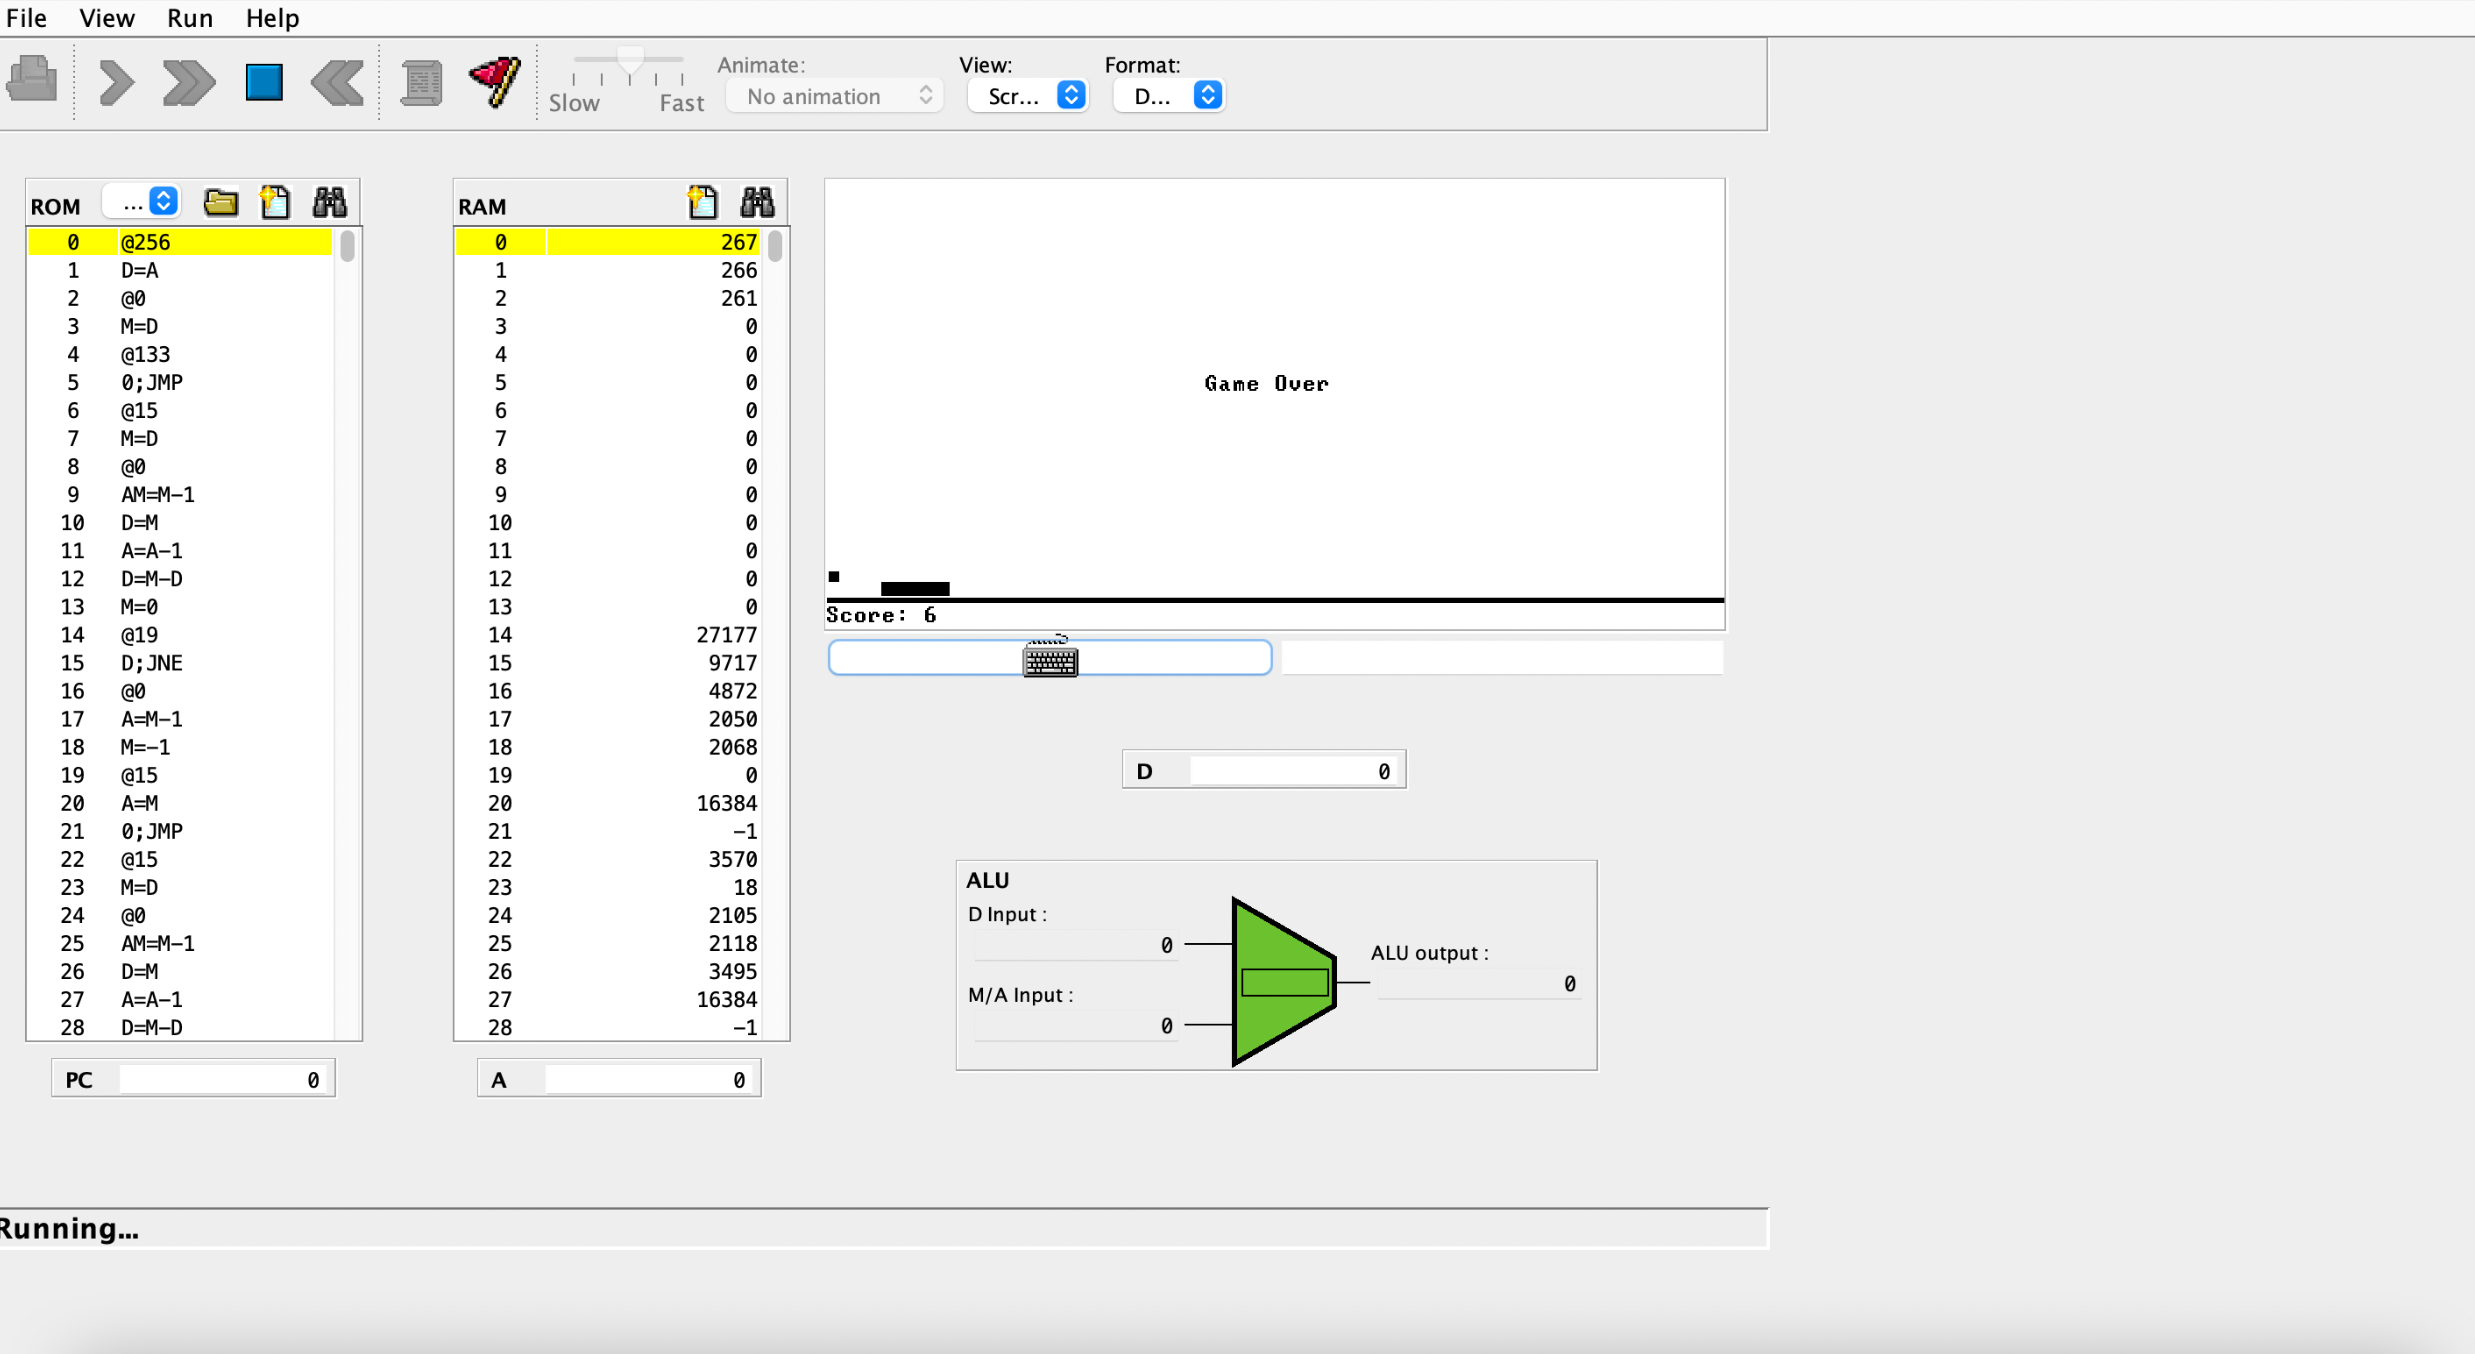 File View Run Help
Animate: View: Format:
Slow Fast No animation Scr... D...
ROM ...
0 @256
1 D=A
2 @0
3 M=D
4 @133
5 0;JMP
6 @15
7 M=D
8 @0
9 AM=M-1
10 D=M
11 A=A-1
12 D=M-D
13 M=0
14 @19
15 D;JNE
16 @0
17 A=M-1
18 M=-1
19 @15
20 A=M
21 0;JMP
22 @15
23 M=D
24 @0
25 AM=M-1
26 D=M
27 A=A-1
28 D=M-D
PC 0
RAM
0 267
1 266
2 261
3 0
4 0
5 0
6 0
7 0
8 0
9 0
10 0
11 0
12 0
13 0
14 27177
15 9717
16 4872
17 2050
18 2068
19 0
20 16384
21 -1
22 3570
23 18
24 2105
25 2118
26 3495
27 16384
28 -1
A 0
Game Over
Score: 6
D 0
ALU
D Input :
0
M/A Input :
0
ALU output :
0
Running...